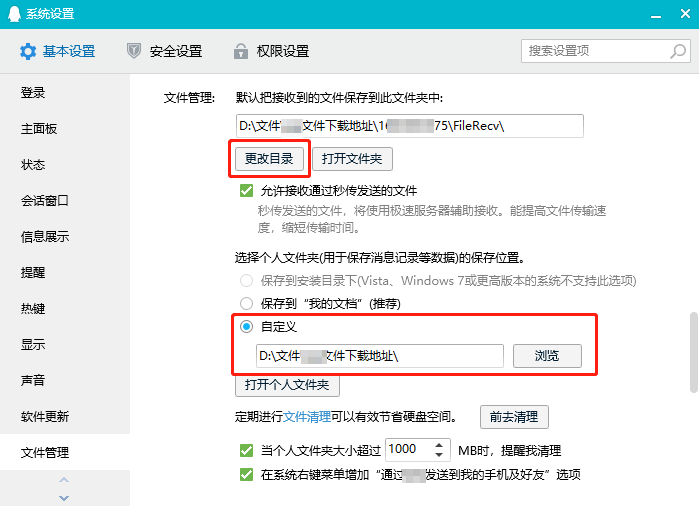 系统设置
基本设置 安全设置 权限设置 搜索设置项
登录
主面板
状态
会话窗口
信息展示
提醒
热键
显示
声音
软件更新
文件管理
文件管理: 默认把接收到的文件保存到此文件夹中:
D:\文件 文件下载地址\16 75\FileRecv\
更改目录 打开文件夹
允许接收通过秒传发送的文件
秒传发送的文件，将使用极速服务器辅助接收。能提高文件传输速
度，缩短传输时间。
选择个人文件夹(用于保存消息记录等数据)的保存位置。
保存到安装目录下(Vista、Windows 7或更高版本的系统不支持此选项)
保存到“我的文档”(推荐)
自定义
D:\文件 文件下载地址\ 浏览
打开个人文件夹
定期进行文件清理可以有效节省硬盘空间。 前去清理
当个人文件夹大小超过 1000 MB时，提醒我清理
在系统右键菜单增加“通过 发送到我的手机及好友”选项